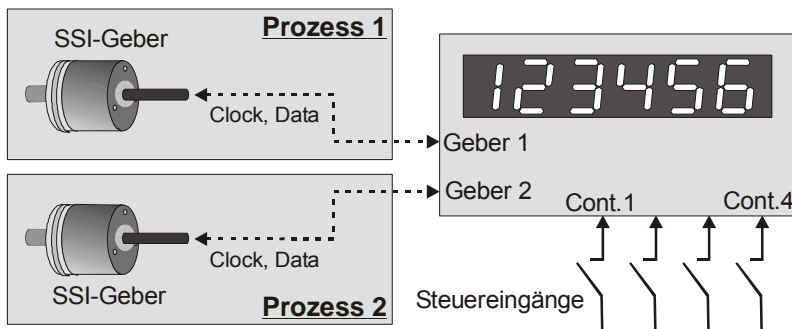 Prozess 1
SSI-Geber
Clock, Data
123456
Geber 1
Geber 2
Cont.1 Cont.4
Clock, Data
SSI-Geber
Prozess 2
Steuereingänge